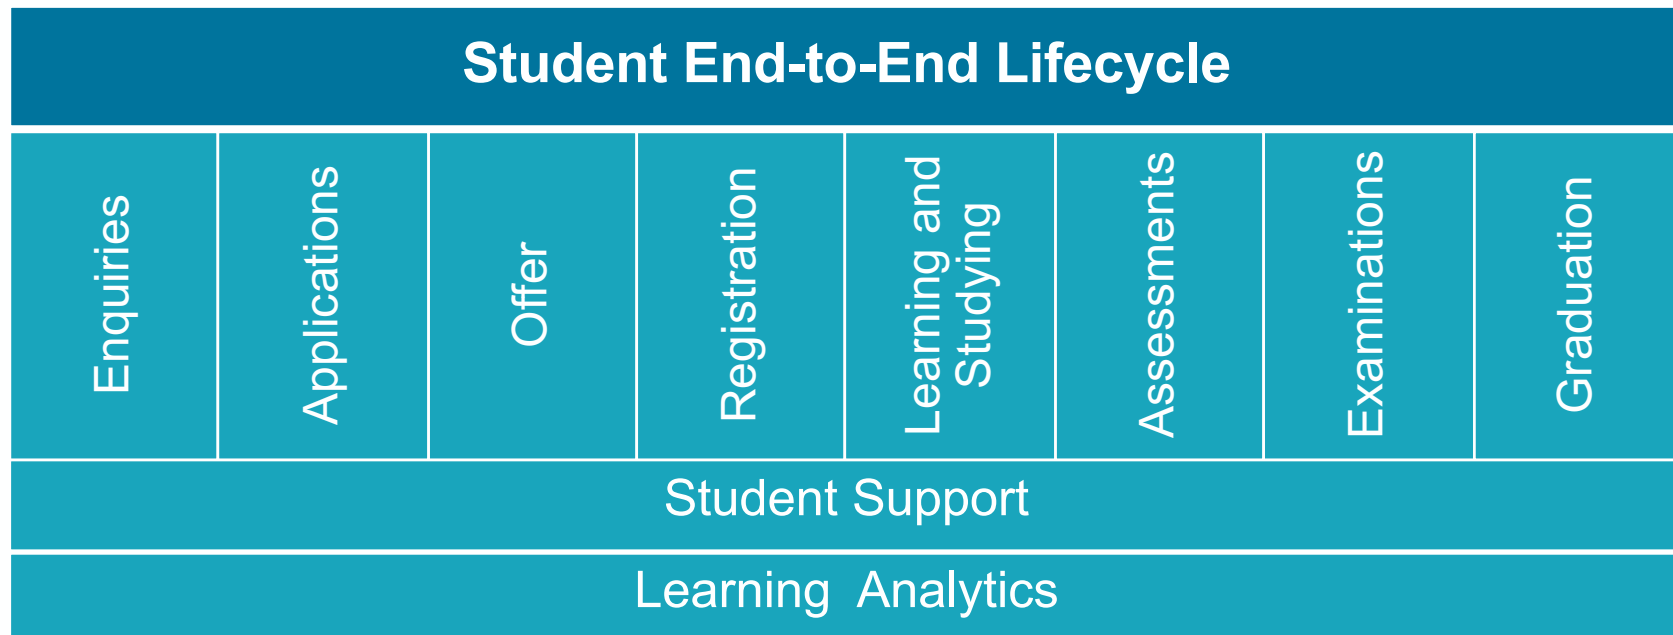 Student End-to-End Lifecycle
Enquiries
Applications
Offer
Registration
Learning and
Studying
Assessments
Examinations
Graduation
Student Support
Learning  Analytics